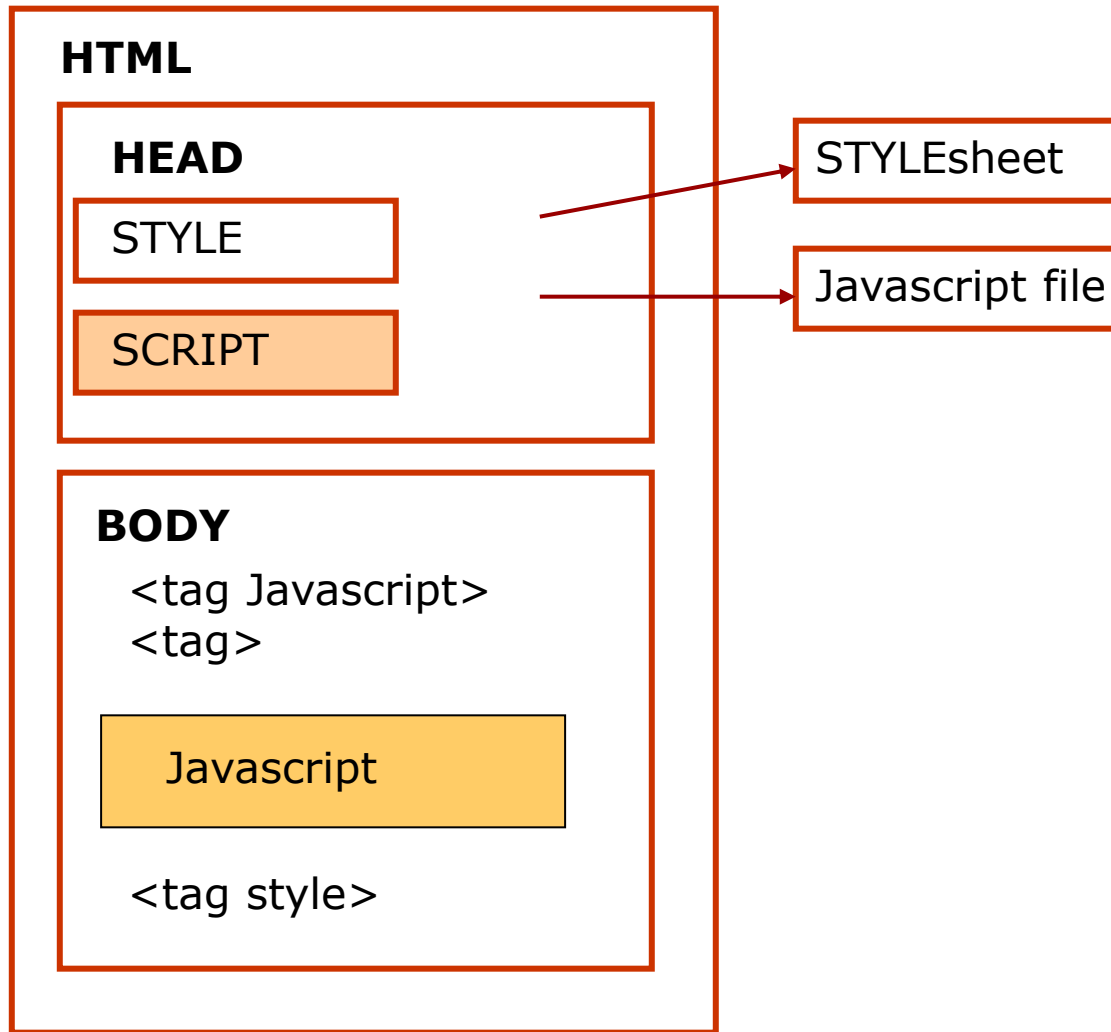 HTML
HEAD
STYLE
SCRIPT
STYLEsheet
Javascript file
BODY
<tag Javascript>
<tag>
Javascript
<tag style>